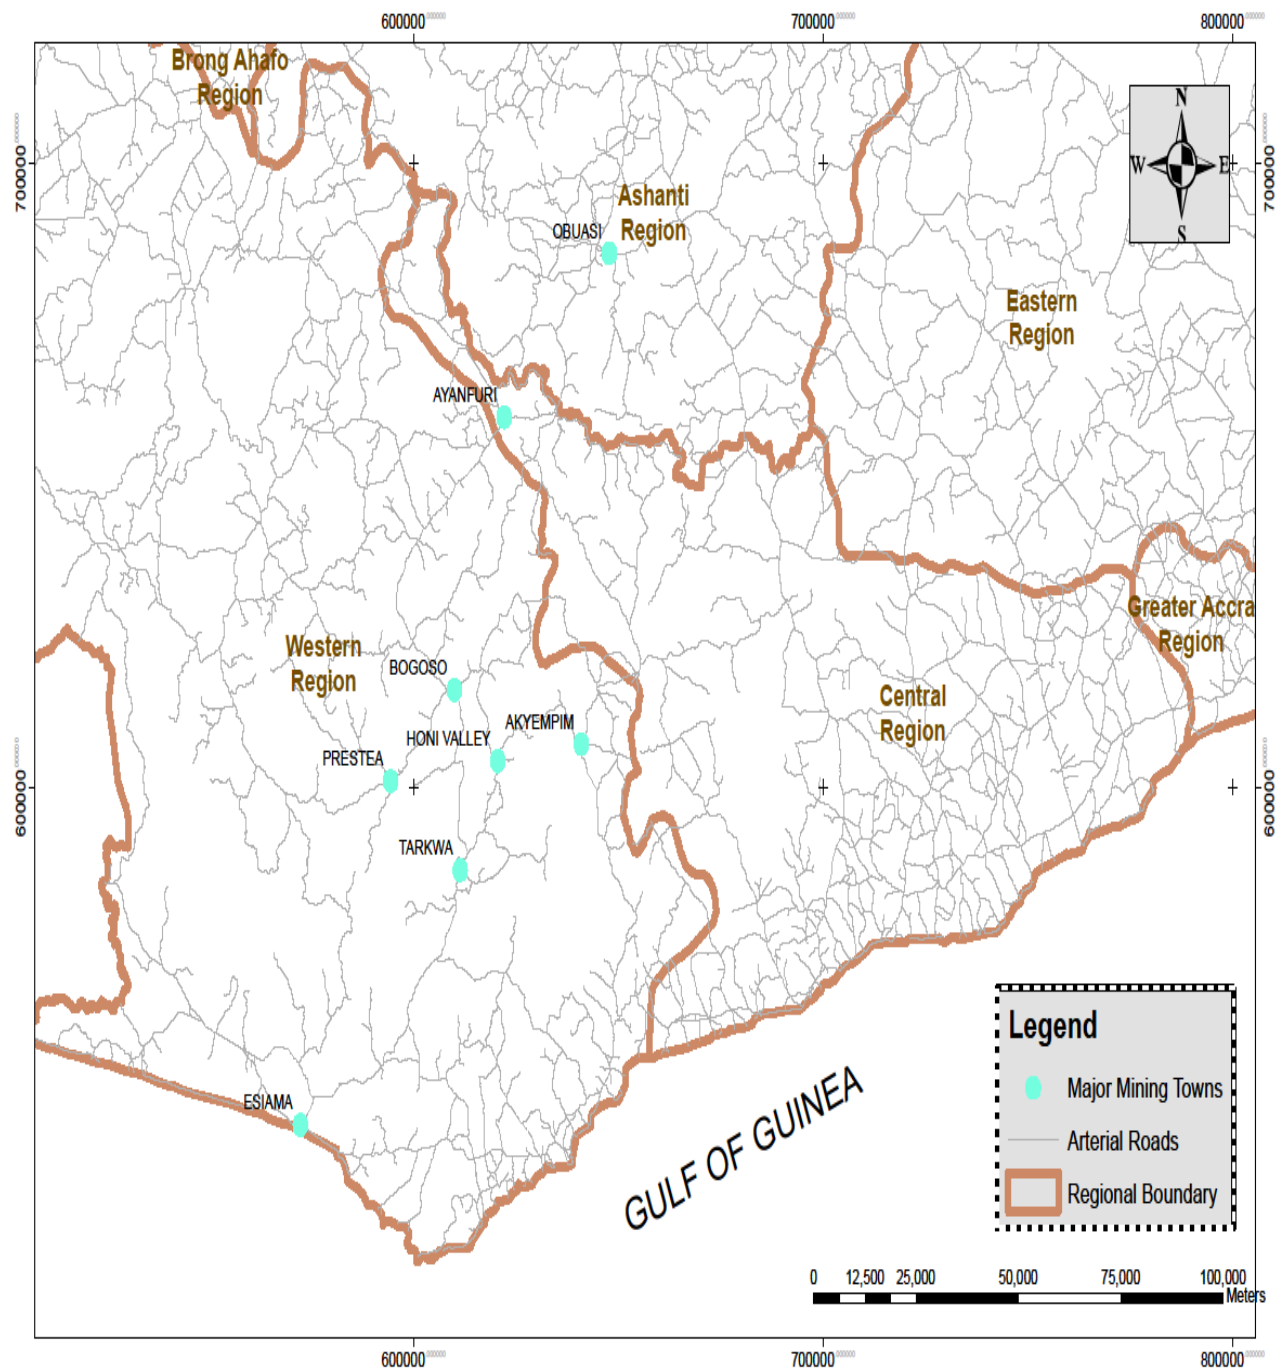 600000 700000 800000
Brong Ahafo
Region
N
W E
S
700000 700000
Ashanti
Region
OBUASI
Eastern
Region
AYANFURI
Greater Accra
Region
Western
Region
BOGOSO
Central
Region
AKYEMPIM
HONI VALLEY
PRESTEA
600000 600000
TARKWA
Legend
Major Mining Towns
Arterial Roads
Regional Boundary
ESIAMA
GULF OF GUINEA
0 12,500 25,000 50,000 75,000 100,000
Meters
600000 700000 800000